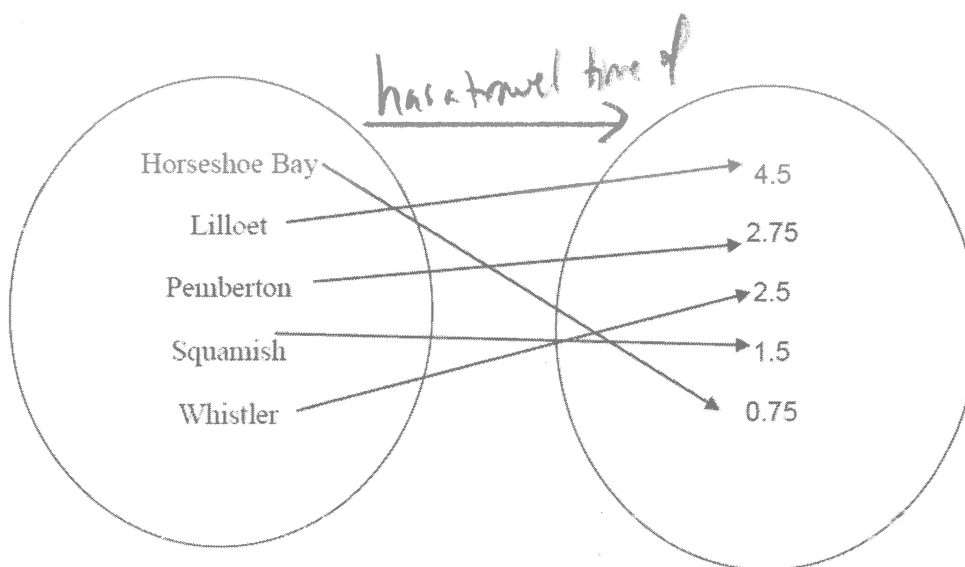 has a travel time of
Horseshoe Bay
4.5
Lilloet
2.75
Pemberton
2.5
Squamish
1.5
Whistler
0.75